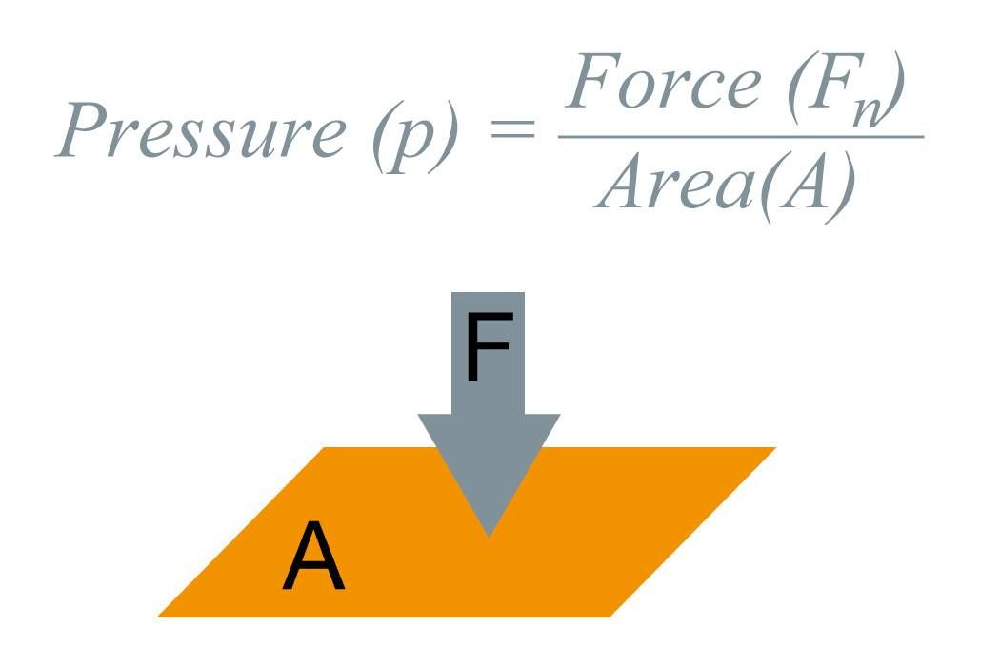 Pressure (p) = Force (Fn)
Area(A)
F
A